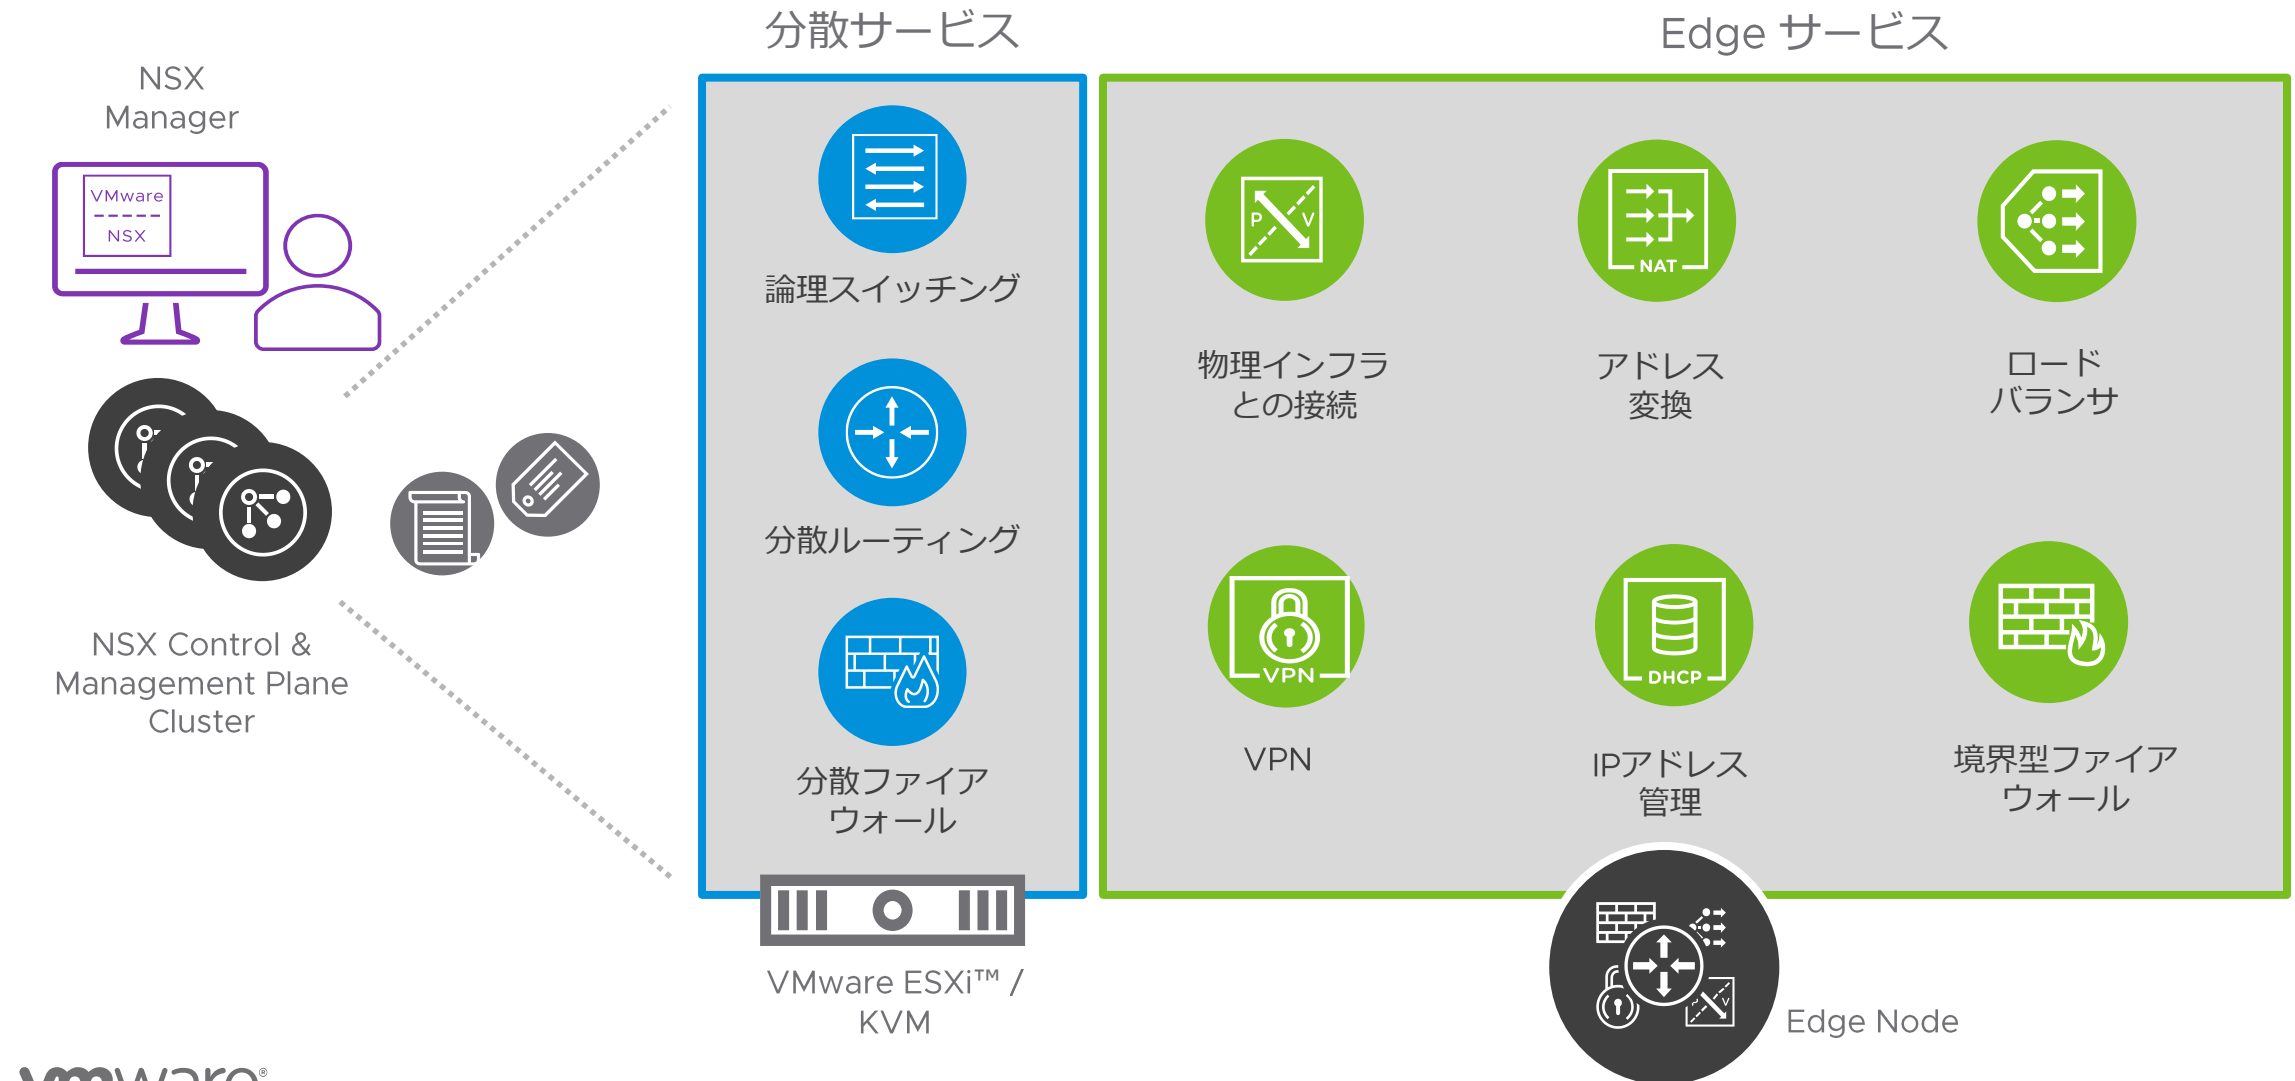 分散サービス
Edge サービス
NSX
Manager
VMware
NSX
NSX Control &
Management Plane
Cluster
論理スイッチング
分散ルーティング
分散ファイア
ウォール
VMware ESXi™ /
KVM
P V
物理インフラ
との接続
NAT
アドレス
変換
ロード
バランサ
VPN
VPN
DHCP
IPアドレス
管理
境界型ファイア
ウォール
V
Edge Node
vmware®